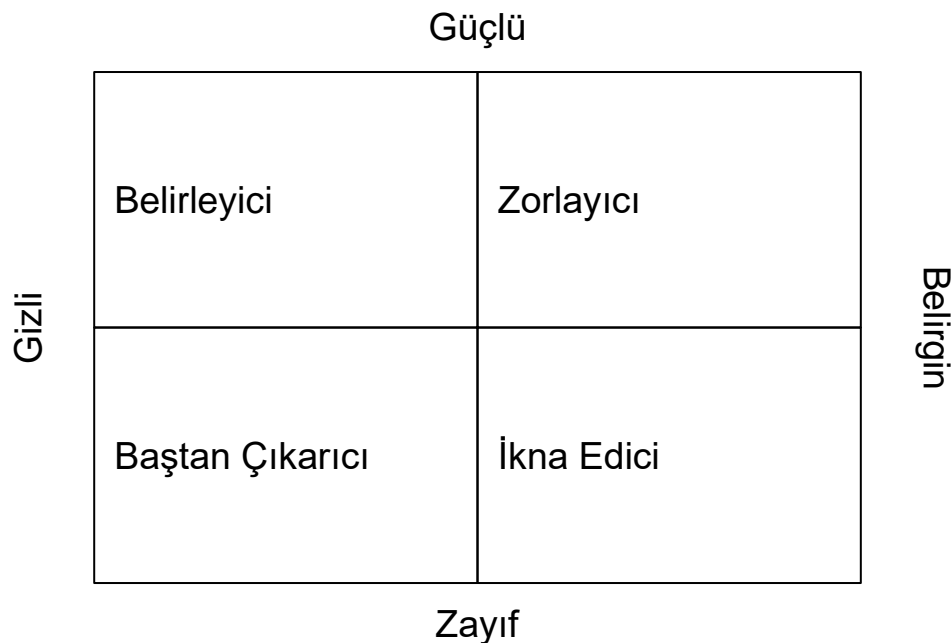 Güçlü
Belirleyici
Zorlayıcı
Gizli
Belirgin
Baştan Çıkarıcı
İkna Edici
Zayıf